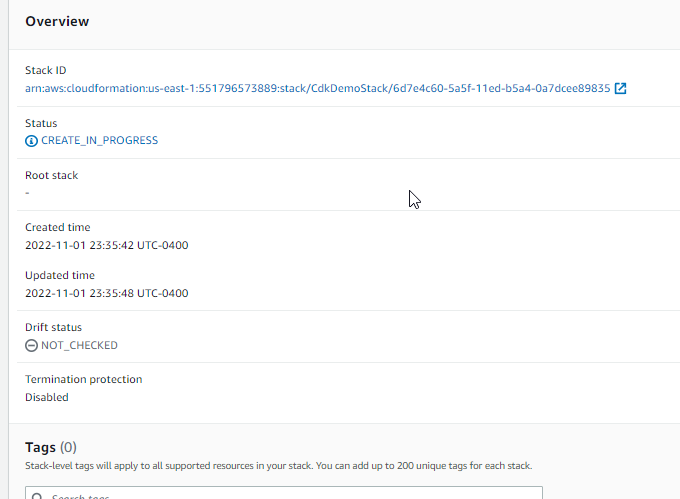 Overview
Stack ID
arn:aws:cloudformation:us-east-1:551796573889:stack/CdkDemoStack/6d7e4c60-5a5f-11ed-b5a4-0a7dcee89835
Status
CREATE_IN_PROGRESS
Root stack
-
Created time
2022-11-01 23:35:42 UTC-0400
Updated time
2022-11-01 23:35:48 UTC-0400
Drift status
NOT_CHECKED
Termination protection
Disabled
Tags (0)
Stack-level tags will apply to all supported resources in your stack. You can add up to 200 unique tags for each stack.
Search tags